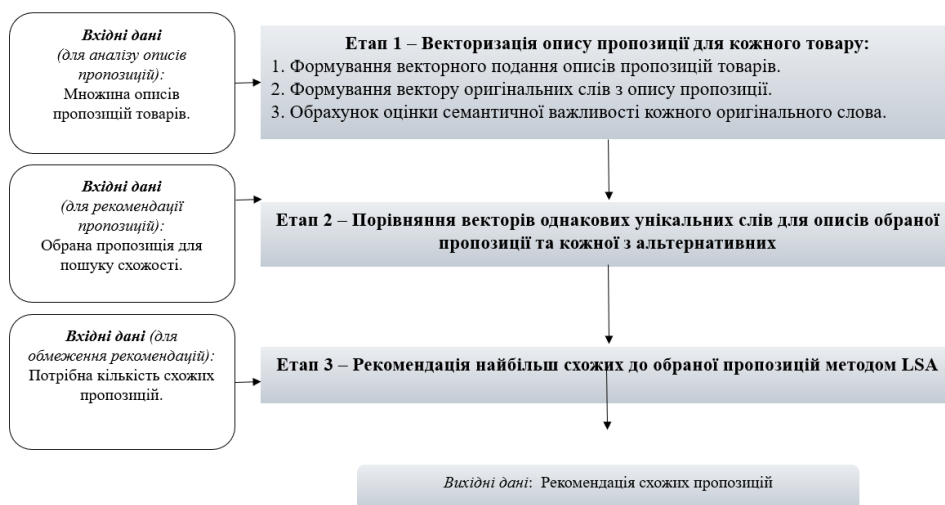 Вхідні дані
(для аналізу описів
пропозицій):
Множина описів
пропозицій товарів.
Етап 1 – Векторизація опису пропозиції для кожного товару:
1. Формування векторного подання описів пропозицій товарів.
2. Формування вектору оригінальних слів з опису пропозиції.
3. Обрахунок оцінки семантичної важливості кожного оригінального слова.
Вхідні дані
(для рекомендації
пропозицій):
Обрана пропозиція для
пошуку схожості.
Етап 2 – Порівняння векторів однакових унікальних слів для описів обраної
пропозиції та кожної з альтернативних
Вхідні дані (для
обмеження рекомендацій):
Потрібна кількість схожих
пропозицій.
Етап 3 – Рекомендація найбільш схожих до обраної пропозицій методом LSA
Вихідні дані: Рекомендація схожих пропозицій